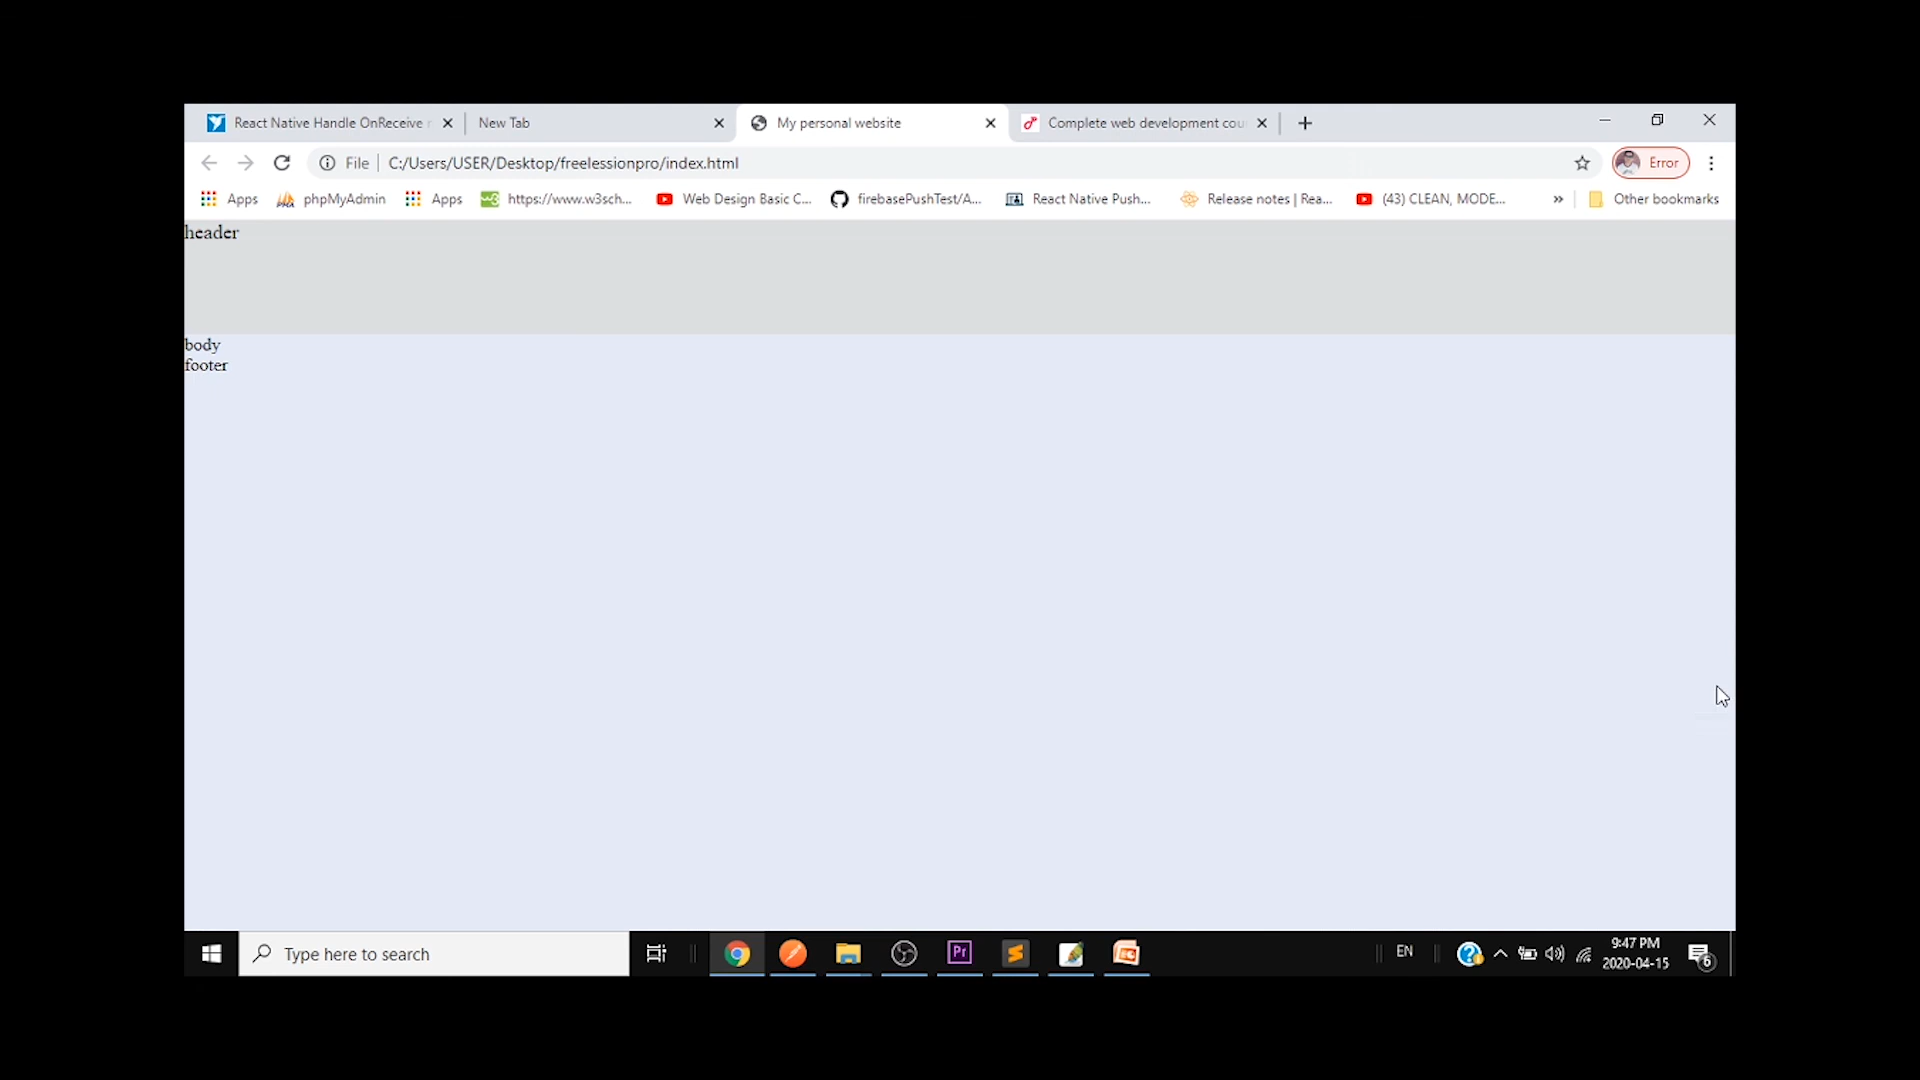 React Native Handle OnReceive
New Tab
My personal website
Complete web development cou
File
C:/Users/USER/Desktop/freelessionpro/index.html
Error
Apps
phpMyAdmin
Apps
https://www.w3sch...
Web Design Basic C...
firebasePushTest/A...
React Native Push...
Release notes | Rea...
(43) CLEAN, MODE...
»
Other bookmarks
header
body
footer
Type here to search
Pr
EN
9:47 PM
2020-04-15
6